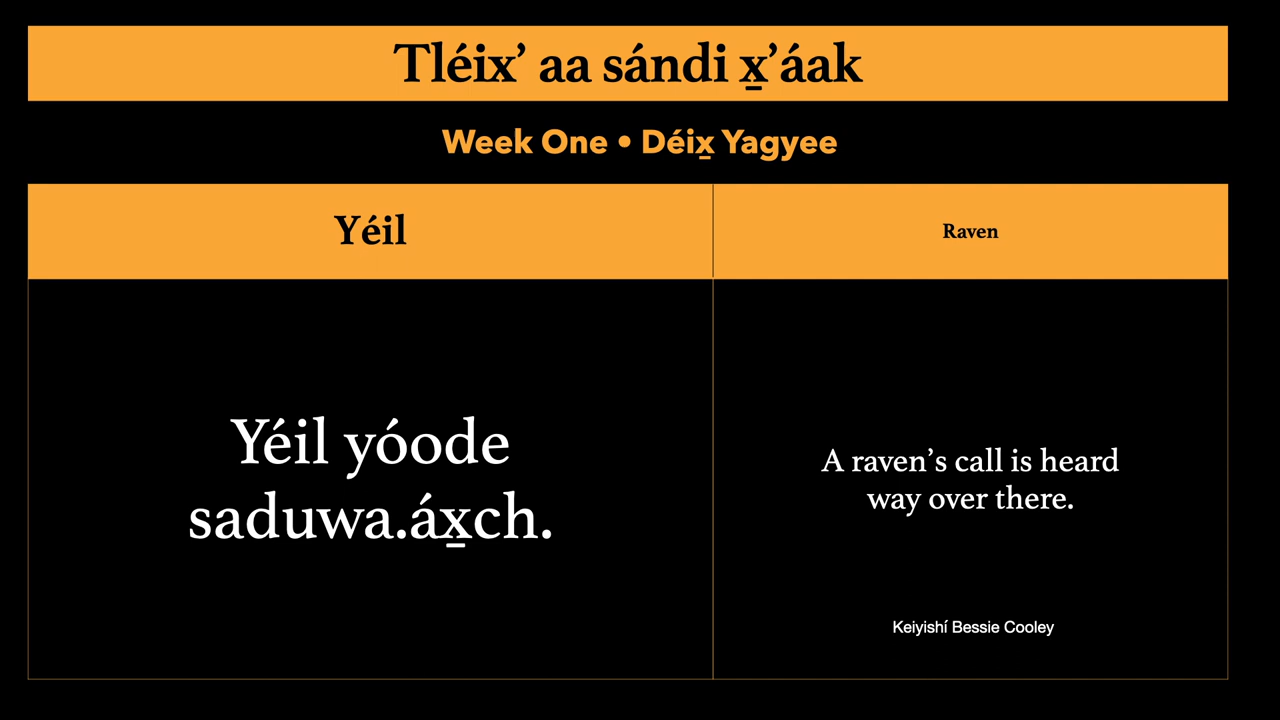 Tléix’ aa sándi x̱’áak
Week One • Déix̱ Yagyee
Yéil
Raven
Yéil yóode
saduwa.áx̱ch.
A raven’s call is heard
way over there.
Keiyishí Bessie Cooley